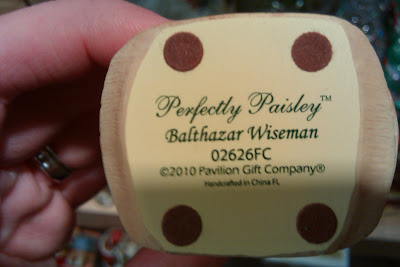 Perfectly Paisley™
Balthazar Wiseman
02626FC
©2010 Pavilion Gift Company®
Handcrafted in China FL